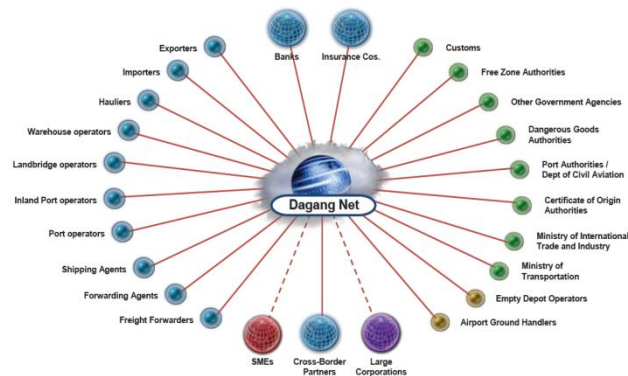 Exporters
Banks
Insurance Cos.
Customs
Importers
Free Zone Authorities
Hauliers
Other Government Agencies
Warehouse operators
Dangerous Goods
Authorities
Landbridge operators
Port Authorities /
Dept of Civil Aviation
Inland Port operators
Dagang Net
Certificate of Origin
Authorities
Port operators
Ministry of International
Trade and Industry
Shipping Agents
Ministry of
Transportation
Forwarding Agents
Empty Depot Operators
Freight Forwarders
Airport Ground Handlers
SMEs
Cross-Border
Partners
Large
Corporations